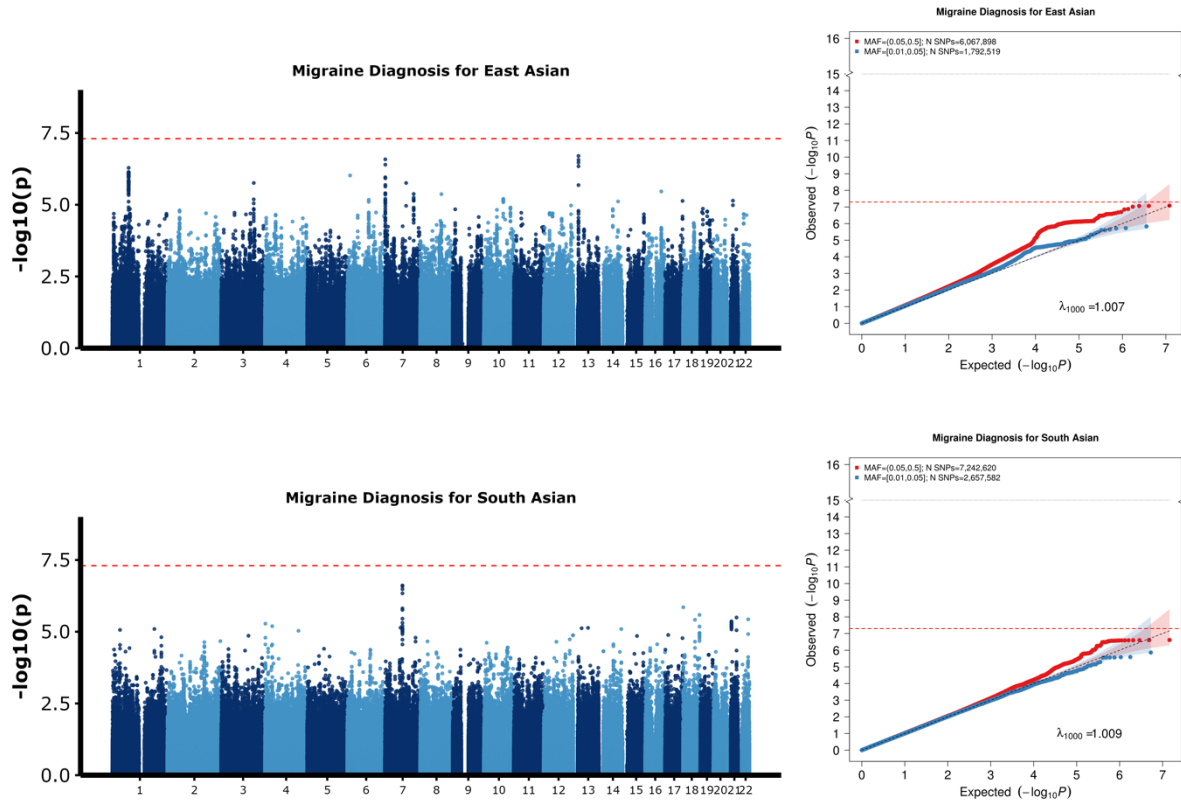 Migraine Diagnosis for East Asian
-log10(p)
7.5
5.0
2.5
0.0
1 2 3 4 5 6 7 8 9 10 11 12 13 14 15 16 17 18 19 20 21 22
Migraine Diagnosis for East Asian
MAF=(0.05,0.5]; N SNPs=6,067,898
MAF=[0.01,0.05]; N SNPs=1,792,519
Observed (−log10P)
16
15
14
13
12
11
10
9
8
7
6
5
4
3
2
1
0
λ1000 =1.007
0 1 2 3 4 5 6 7
Expected (−log10P)
Migraine Diagnosis for South Asian
-log10(p)
7.5
5.0
2.5
0.0
1 2 3 4 5 6 7 8 9 10 11 12 13 14 15 16 17 18 19 20 21 22
Migraine Diagnosis for South Asian
MAF=(0.05,0.5]; N SNPs=7,242,620
MAF=[0.01,0.05]; N SNPs=2,657,582
Observed (−log10P)
16
15
14
13
12
11
10
9
8
7
6
5
4
3
2
1
0
λ1000 =1.009
0 1 2 3 4 5 6 7
Expected (−log10P)